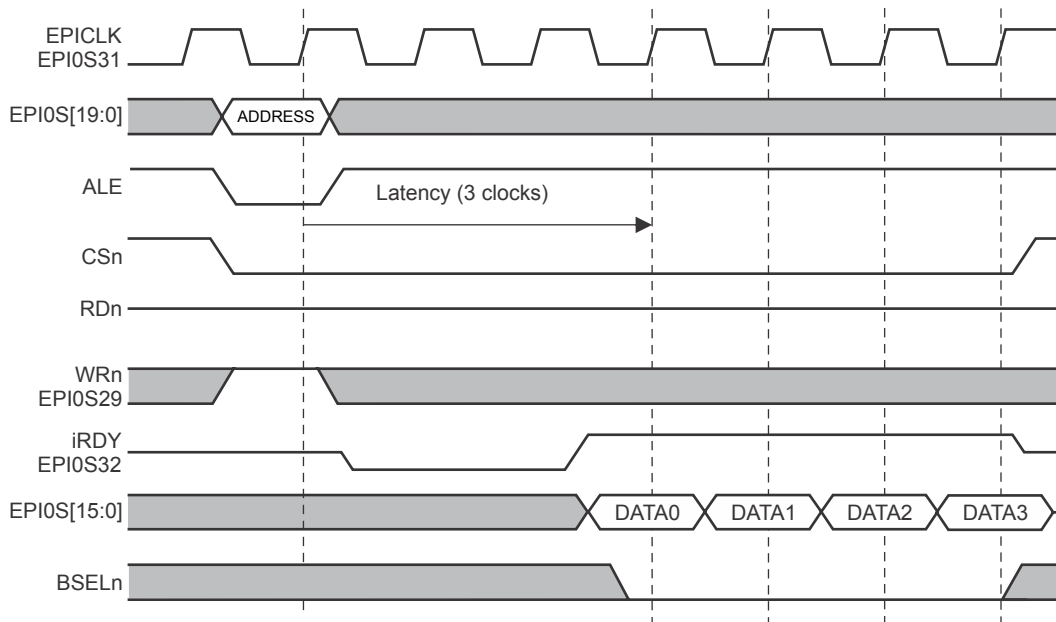 EPICLK
EPI0S31
EPI0S[19:0]
ADDRESS
ALE
Latency (3 clocks)
CSn
RDn
WRn
EPI0S29
iRDY
EPI0S32
EPI0S[15:0]
DATA0
DATA1
DATA2
DATA3
BSELn